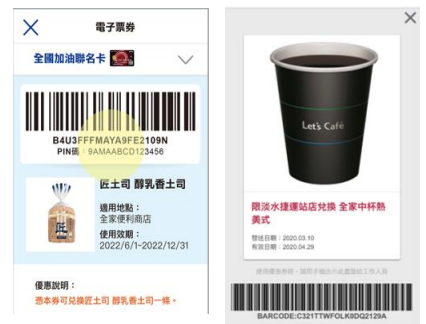 電子票券
全國加油聯名卡
B4U3FFFMAYA9FE2109N
PIN碼：9AMAABCD123456
匠土司 醇乳香土司
適用地點：
全家便利商店
使用效期：
2022/6/1~2022/12/31
匠
優惠說明：
憑本券可兌換匠土司 醇乳香土司一條。
Let's Café
限淡水捷運站店兌換 全家中杯熱
美式
發送日期：2020.03.10
有效日期：2020.04.29
BARCODE:C321TTWFOLK0DQ2129A